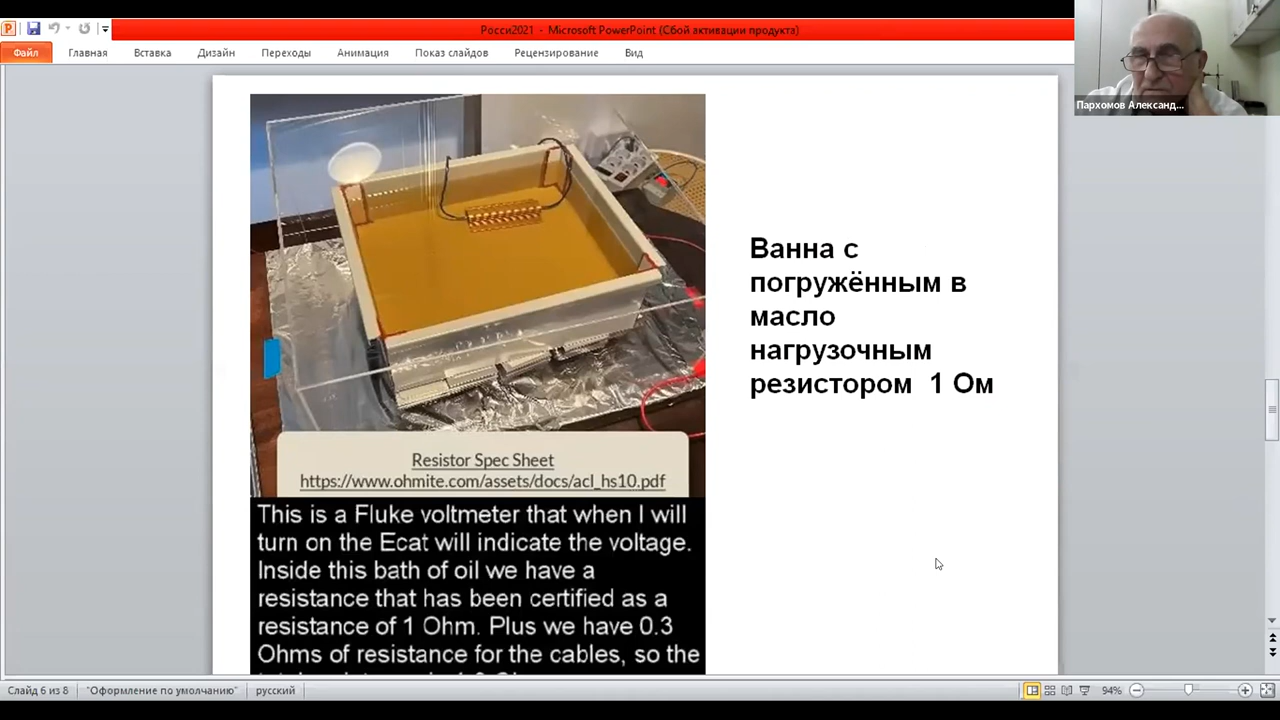 Росси2021 - Microsoft PowerPoint (Сбой активации продукта)
Файл Главная Вставка Дизайн Переходы Анимация Показ слайдов Рецензирование Вид
Пархомов Александ...
Ванна с
погружённым в
масло
нагрузочным
резистором 1 Ом
Resistor Spec Sheet
https://www.ohmite.com/assets/docs/acl_hs10.pdf
This is a Fluke voltmeter that when I will
turn on the Ecat will indicate the voltage.
Inside this bath of oil we have a
resistance that has been certified as a
resistance of 1 Ohm. Plus we have 0.3
Ohms of resistance for the cables, so the
Слайд 6 из 8 "Оформление по умолчанию" русский 94%